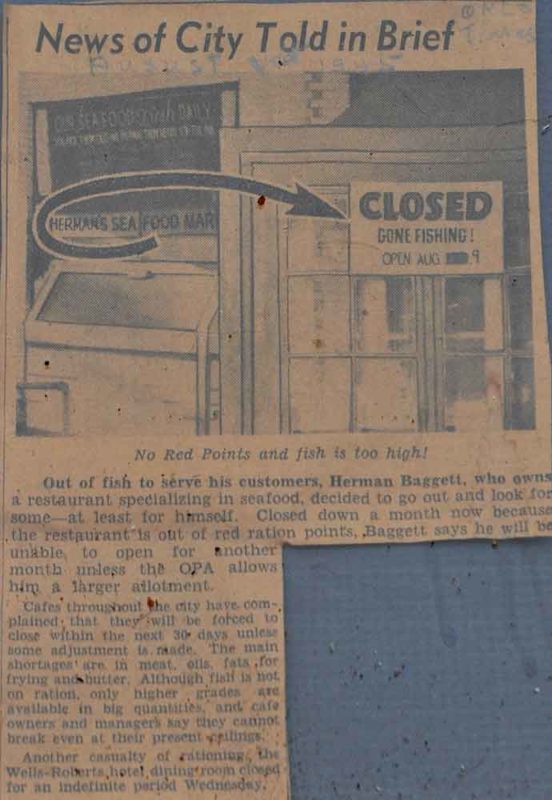 News of City Told in Brief
OUR SEA FOOD Fresh DAILY
HERMAN'S SEA FOOD MAR
CLOSED
GONE FISHING!
OPEN AUG. 9
No Red Points and fish is too high!
Out of fish to serve his customers, Herman Baggett, who owns
a restaurant specializing in seafood, decided to go out and look for
some—at least for himself. Closed down a month now because
the restaurant is out of red ration points, Baggett says he will be
unable to open for another
month unless the OPA allows
him a larger allotment.
Cafes throughout the city have com-
plained that they will be forced to
close within the next 30 days unless
some adjustment is made. The main
shortages are in meat, oils, fats for
frying and butter. Although fish is not
on ration, only higher grades are
available in big quantities, and cafe
owners and managers say they cannot
break even at their present ceilings.
Another casualty of rationing, the
Wells-Roberts hotel dining room closed
for an indefinite period Wednesday.